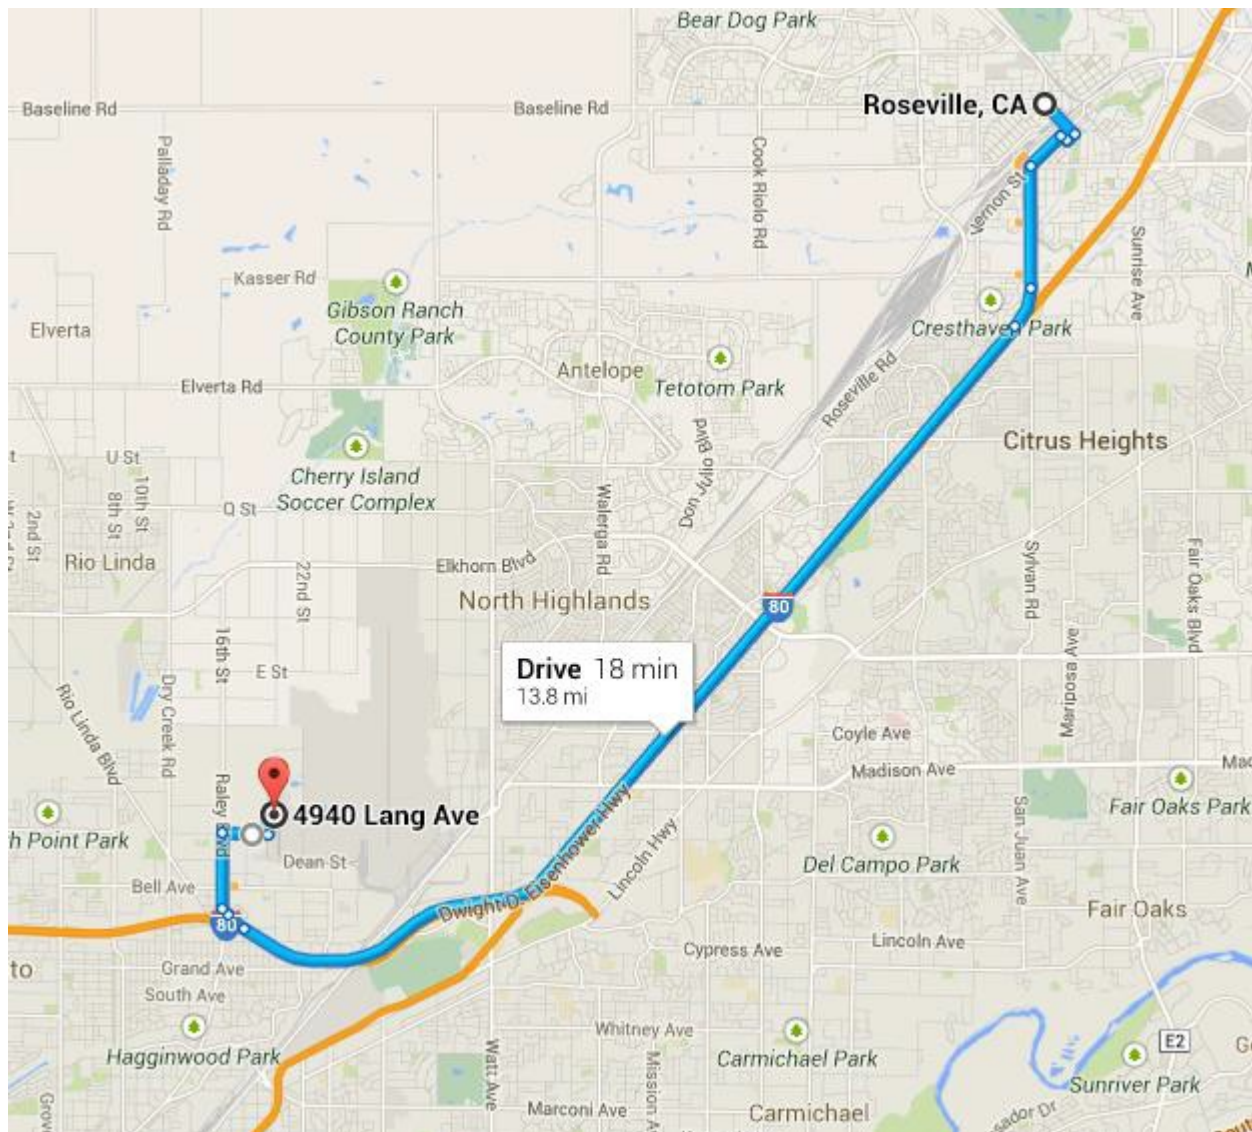 Bear Dog Park
Baseline Rd
Baseline Rd
Roseville, CA
Palladay Rd
Cook Riolo Rd
Vernon St
Sunrise Ave
Kasser Rd
Gibson Ranch
County Park
Cresthaven Park
Elverta
Antelope
Tetotom Park
Elverta Rd
Roseville Rd
Don Julio Blvd
Citrus Heights
U St
10th St
8th St
2nd St
Cherry Island
Soccer Complex
Q St
Walerga Rd
Rio Linda
22nd St
Elkhorn Blvd
North Highlands
Sylvan Rd
Fair Oaks Blvd
80
16th St
E St
Drive 18 min
13.8 mi
Mariposa Ave
Rio Linda Blvd
Dry Creek Rd
Coyle Ave
Madison Ave
Mad
Raley Blvd
4940 Lang Ave
Dwight D. Eisenhower Hwy
Lincoln Hwy
San Juan Ave
Fair Oaks Park
h Point Park
Dean St
Del Campo Park
Bell Ave
80
Fair Oaks
Cypress Ave
Lincoln Ave
to
Grand Ave
South Ave
Hagginwood Park
Watt Ave
Whitney Ave
Mission A
Carmichael Park
E2
Sunriver Park
Grov
Marconi Ave
Carmichael
sador Dr